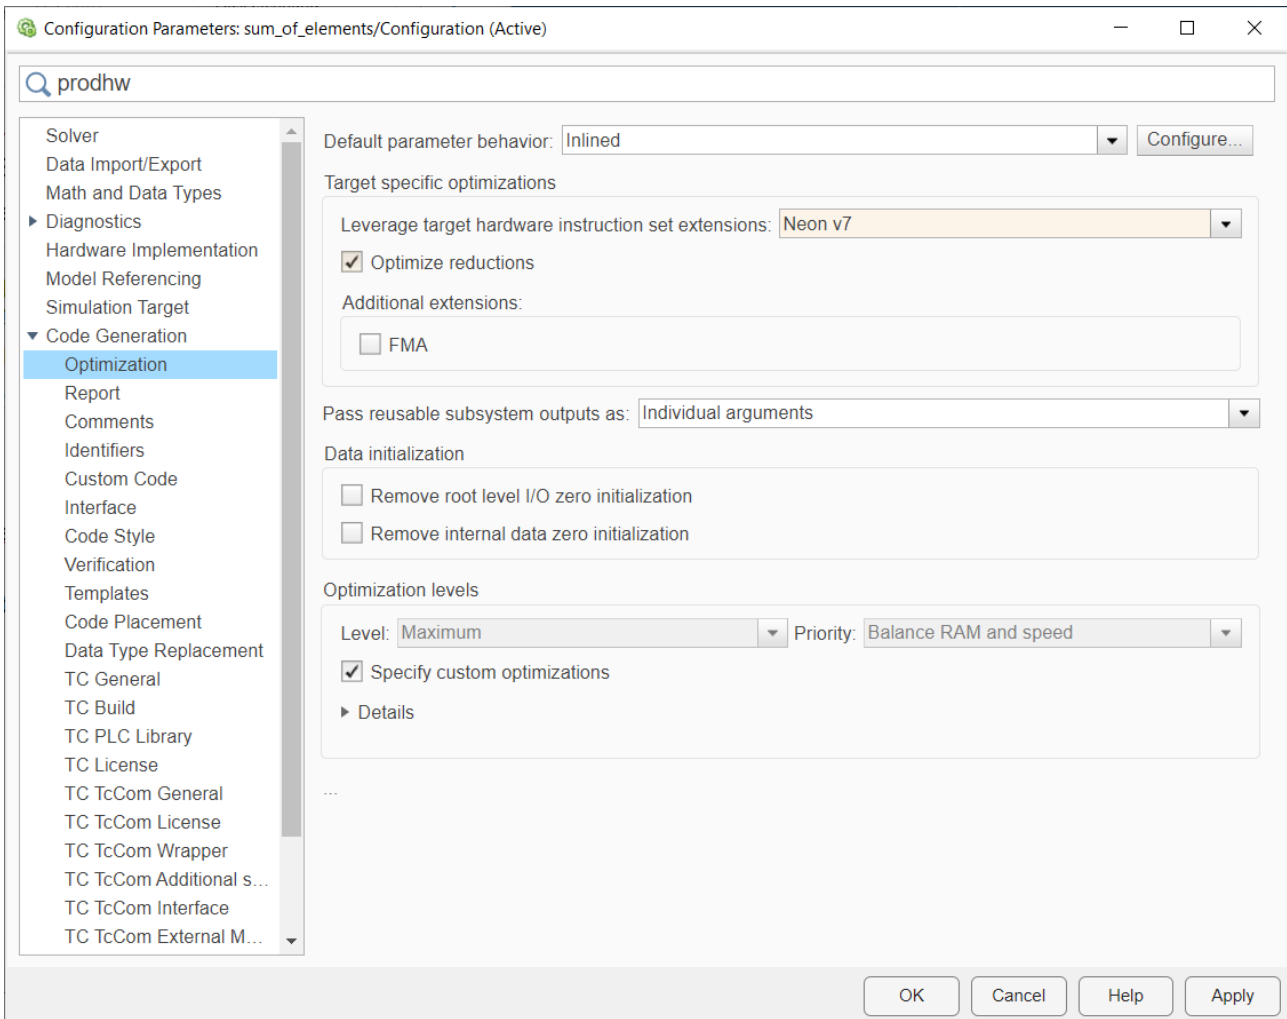 Configuration Parameters: sum_of_elements/Configuration (Active)
prodhw
Solver
Data Import/Export
Math and Data Types
Diagnostics
Hardware Implementation
Model Referencing
Simulation Target
Code Generation
Optimization
Report
Comments
Identifiers
Custom Code
Interface
Code Style
Verification
Templates
Code Placement
Data Type Replacement
TC General
TC Build
TC PLC Library
TC License
TC TcCom General
TC TcCom License
TC TcCom Wrapper
TC TcCom Additional s...
TC TcCom Interface
TC TcCom External M...
Default parameter behavior: Inlined Configure...
Target specific optimizations
Leverage target hardware instruction set extensions: Neon v7
Optimize reductions
Additional extensions:
FMA
Pass reusable subsystem outputs as: Individual arguments
Data initialization
Remove root level I/O zero initialization
Remove internal data zero initialization
Optimization levels
Level: Maximum Priority: Balance RAM and speed
Specify custom optimizations
Details
...
OK Cancel Help Apply